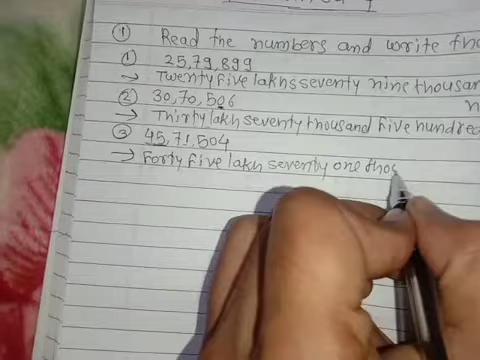 ① Read the numbers and write
① 25,79,899
→ Twenty five lakhs seventy nine thousan
② 30,70,506
→ Thirty lakh seventy thousand five hundred
③ 45,71,504
→ Forty five lakh seventy one thos